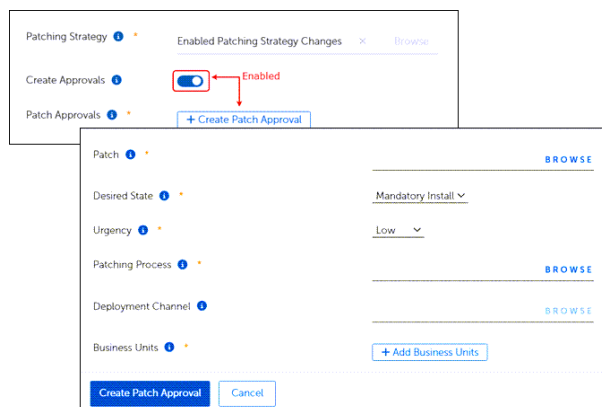 Patching Strategy i *
Enabled Patching Strategy Changes × Browse
Create Approvals i
Enabled
Patch Approvals i *
+ Create Patch Approval
Patch i *
BROWSE
Desired State i *
Mandatory Install
Urgency i *
Low
Patching Process i *
BROWSE
Deployment Channel i
BROWSE
Business Units i *
+ Add Business Units
Create Patch Approval
Cancel